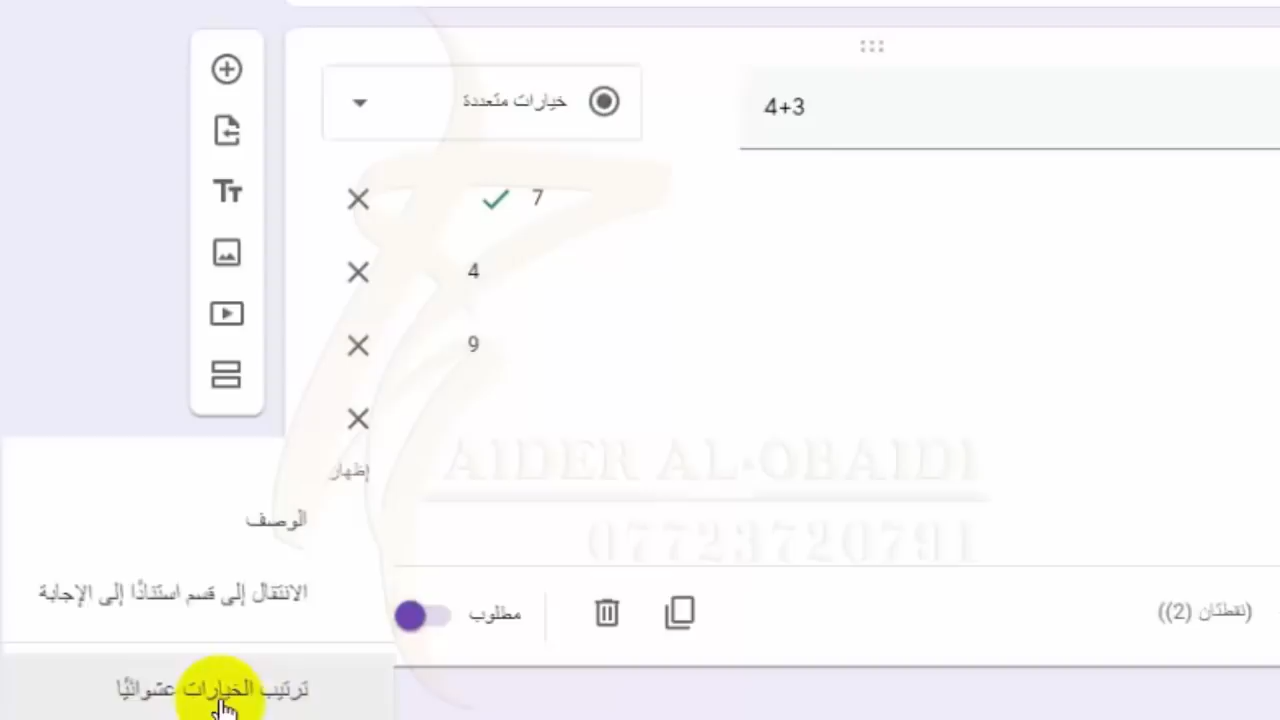 4+3
خيارات متعددة
7
4
9
إظهار
AIDER AL-OBAIDI
07723720791
الوصف
الانتقال إلى قسم استنادًا إلى الإجابة
(نقطتان (2))
مطلوب
ترتيب الخيارات عشوائيًا